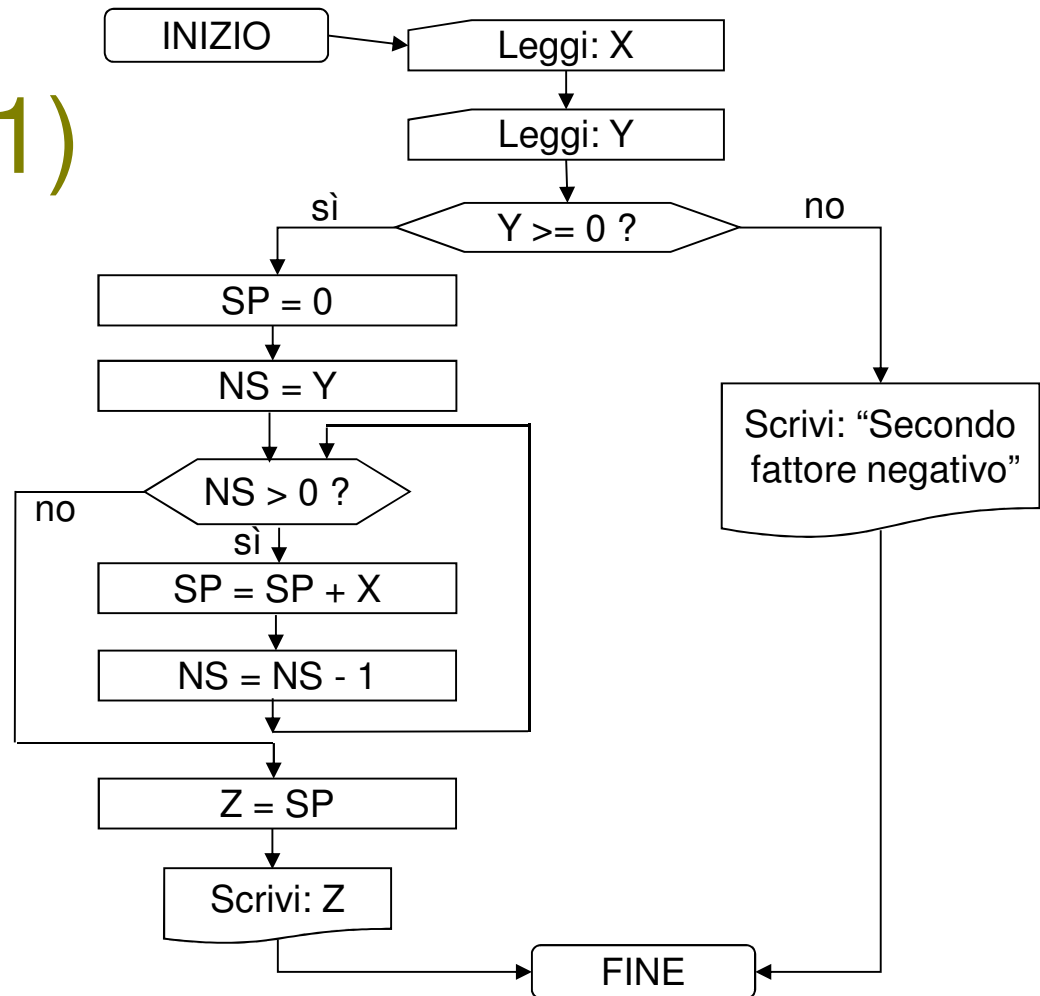 1)
INIZIO
Leggi: X
Leggi: Y
Y >= 0 ?
sì
no
SP = 0
NS = Y
NS > 0 ?
no
sì
SP = SP + X
NS = NS - 1
Z = SP
Scrivi: Z
Scrivi: “Secondo
fattore negativo”
FINE